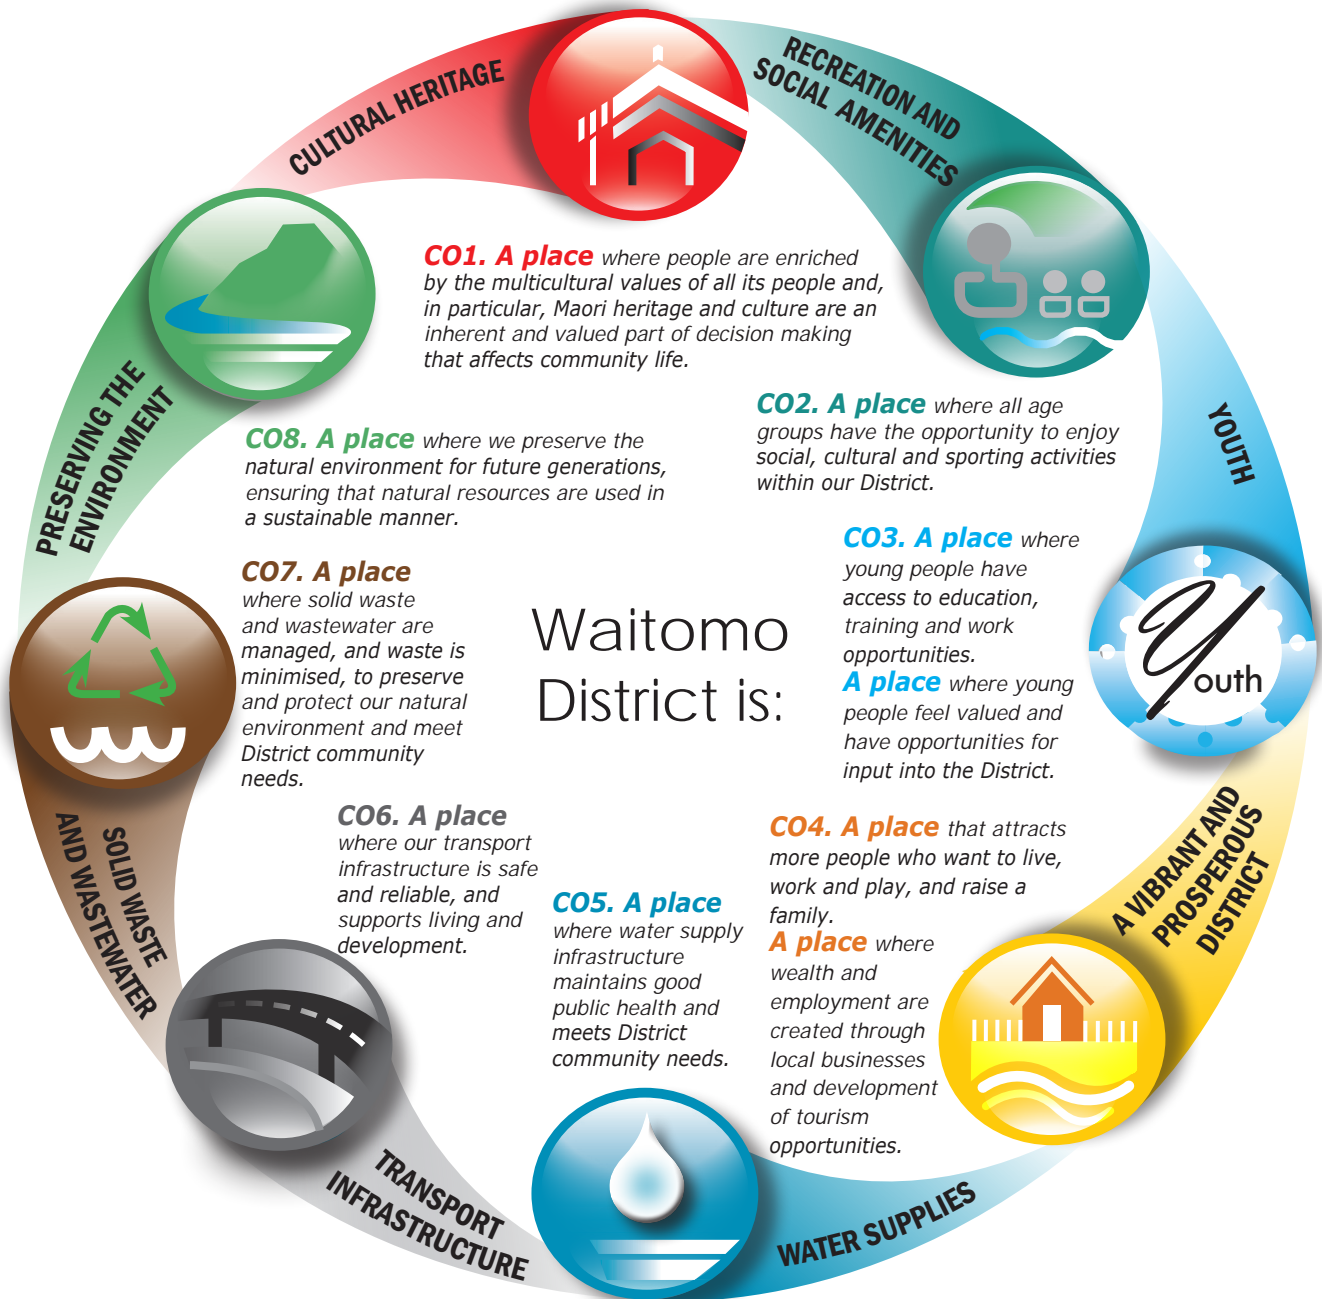 CULTURAL HERITAGE
RECREATION AND
SOCIAL AMENITIES
CO1. A place where people are enriched
by the multicultural values of all its people and,
in particular, Maori heritage and culture are an
inherent and valued part of decision making
that affects community life.
CO2. A place where all age
groups have the opportunity to enjoy
social, cultural and sporting activities
within our District.
YOUTH
CO3. A place where
young people have
access to education,
training and work
opportunities.
A place where young
people feel valued and
have opportunities for
input into the District.
Youth
A VIBRANT AND
PROSPEROUS
DISTRICT
CO4. A place that attracts
more people who want to live,
work and play, and raise a
family.
A place where
wealth and
employment are
created through
local businesses
and development
of tourism
opportunities.
WATER SUPPLIES
CO5. A place
where water supply
infrastructure
maintains good
public health and
meets District
community needs.
TRANSPORT
INFRASTRUCTURE
CO6. A place
where our transport
infrastructure is safe
and reliable, and
supports living and
development.
SOLID WASTE
AND WASTEWATER
CO7. A place
where solid waste
and wastewater are
managed, and waste is
minimised, to preserve
and protect our natural
environment and meet
District community
needs.
PRESERVING THE
ENVIRONMENT
CO8. A place where we preserve the
natural environment for future generations,
ensuring that natural resources are used in
a sustainable manner.
Waitomo
District is: